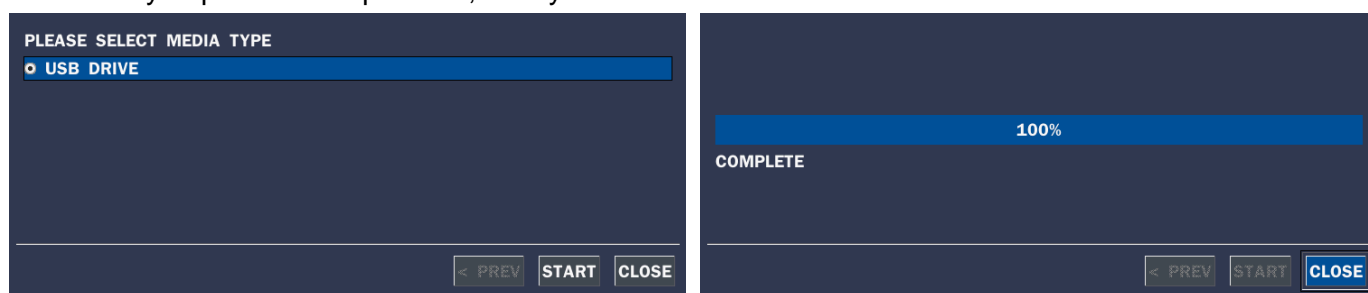 PLEASE SELECT MEDIA TYPE
USB DRIVE
< PREV START CLOSE
100%
COMPLETE
< PREV START CLOSE